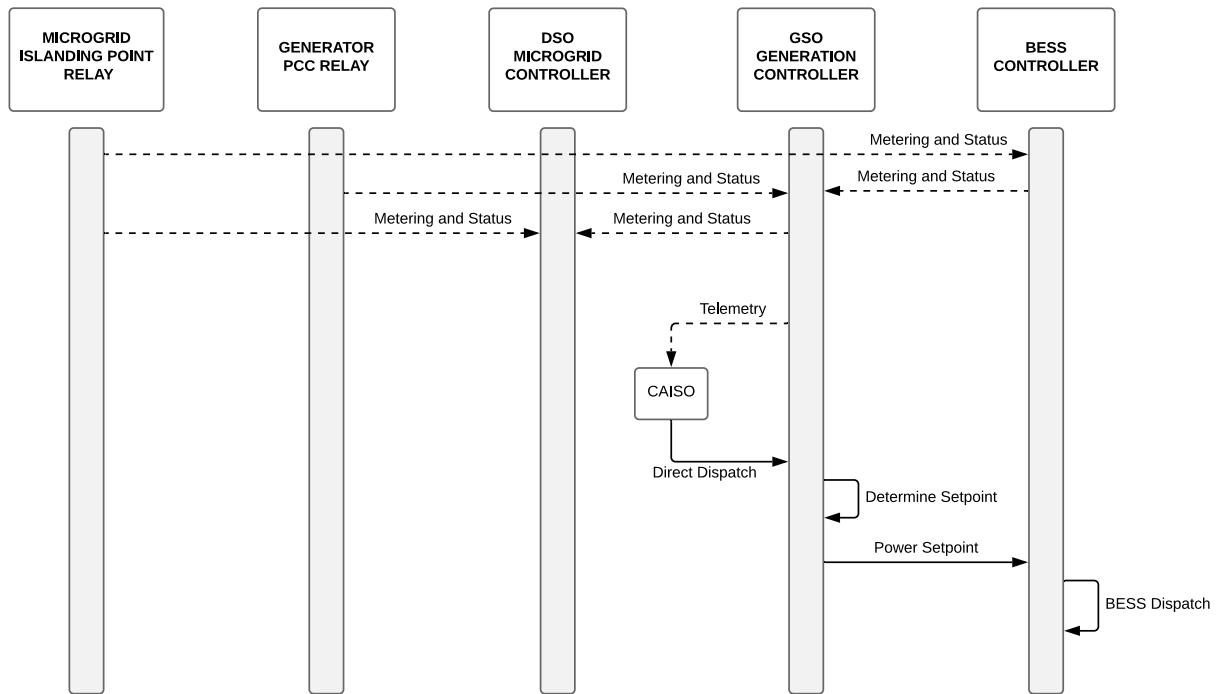 MICROGRID
ISLANDING POINT
RELAY
GENERATOR
PCC RELAY
DSO
MICROGRID
CONTROLLER
GSO
GENERATION
CONTROLLER
BESS
CONTROLLER
Metering and Status
Metering and Status
Metering and Status
Metering and Status
Metering and Status
Telemetry
CAISO
Direct Dispatch
Determine Setpoint
Power Setpoint
BESS Dispatch